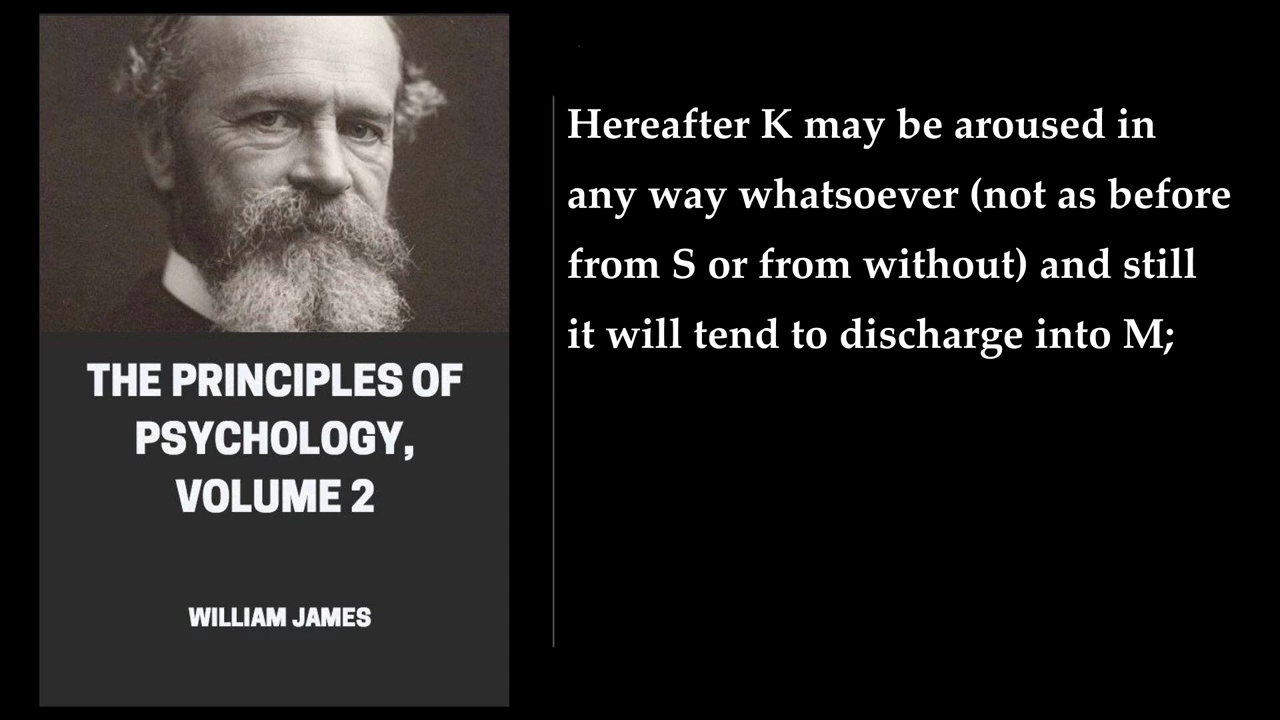 THE PRINCIPLES OF
PSYCHOLOGY,
VOLUME 2
WILLIAM JAMES
Hereafter K may be aroused in
any way whatsoever (not as before
from S or from without) and still
it will tend to discharge into M;